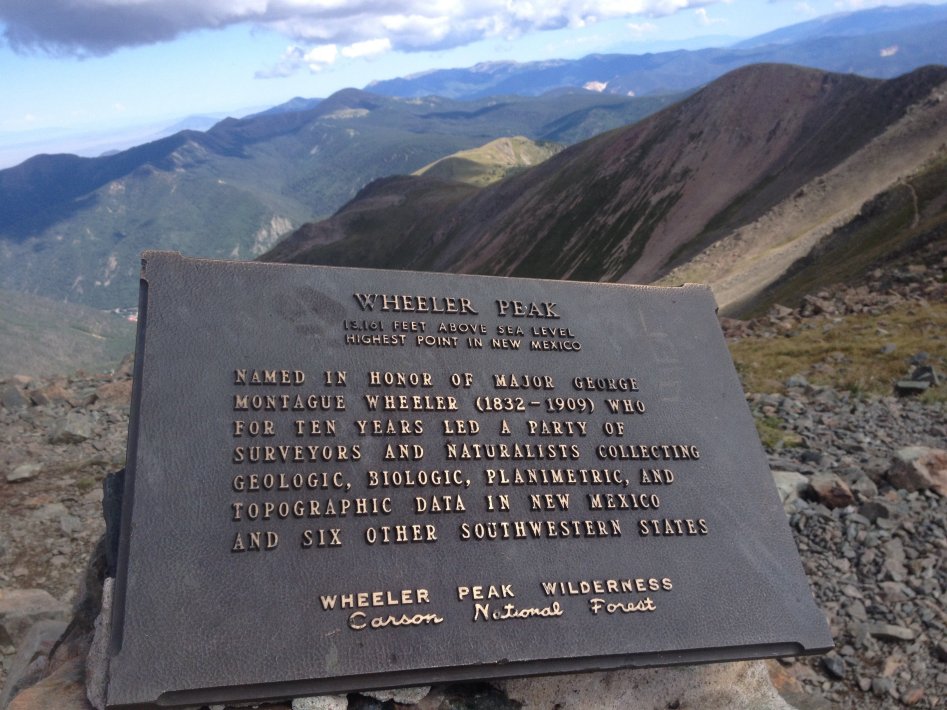 WHEELER PEAK
13,161 FEET ABOVE SEA LEVEL
HIGHEST POINT IN NEW MEXICO
NAMED IN HONOR OF MAJOR GEORGE
MONTAGUE WHEELER (1832-1909) WHO
FOR TEN YEARS LED A PARTY OF
SURVEYORS AND NATURALISTS COLLECTING
GEOLOGIC, BIOLOGIC, PLANIMETRIC, AND
TOPOGRAPHIC DATA IN NEW MEXICO
AND SIX OTHER SOUTHWESTERN STATES
WHEELER PEAK WILDERNESS
Carson National Forest